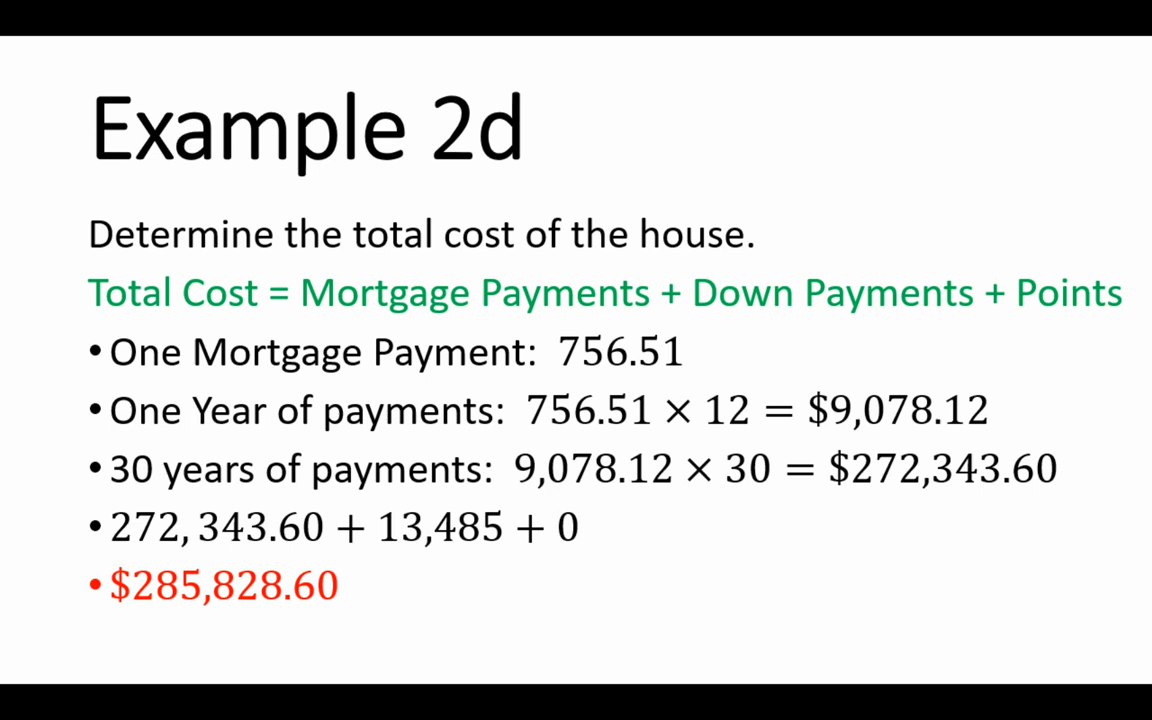 Example 2d
Determine the total cost of the house.
Total Cost = Mortgage Payments + Down Payments + Points
• One Mortgage Payment: 756.51
• One Year of payments: 756.51 × 12 = $9,078.12
• 30 years of payments: 9,078.12 × 30 = $272,343.60
• 272, 343.60 + 13,485 + 0
• $285,828.60